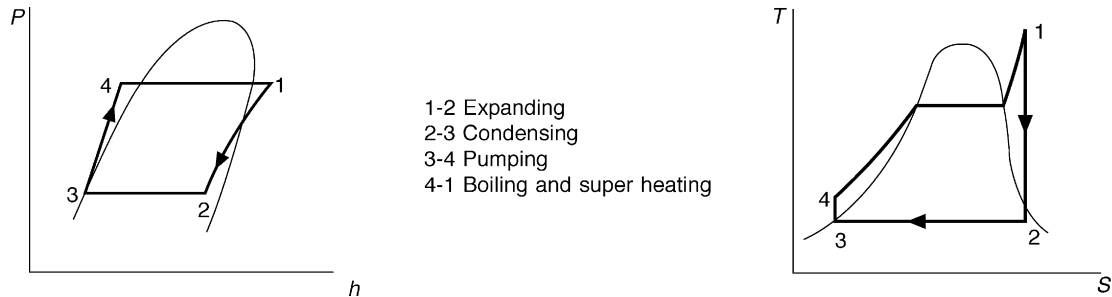 P
4
1
3
2
h
1-2 Expanding
2-3 Condensing
3-4 Pumping
4-1 Boiling and super heating
T
1
4
3
2
S